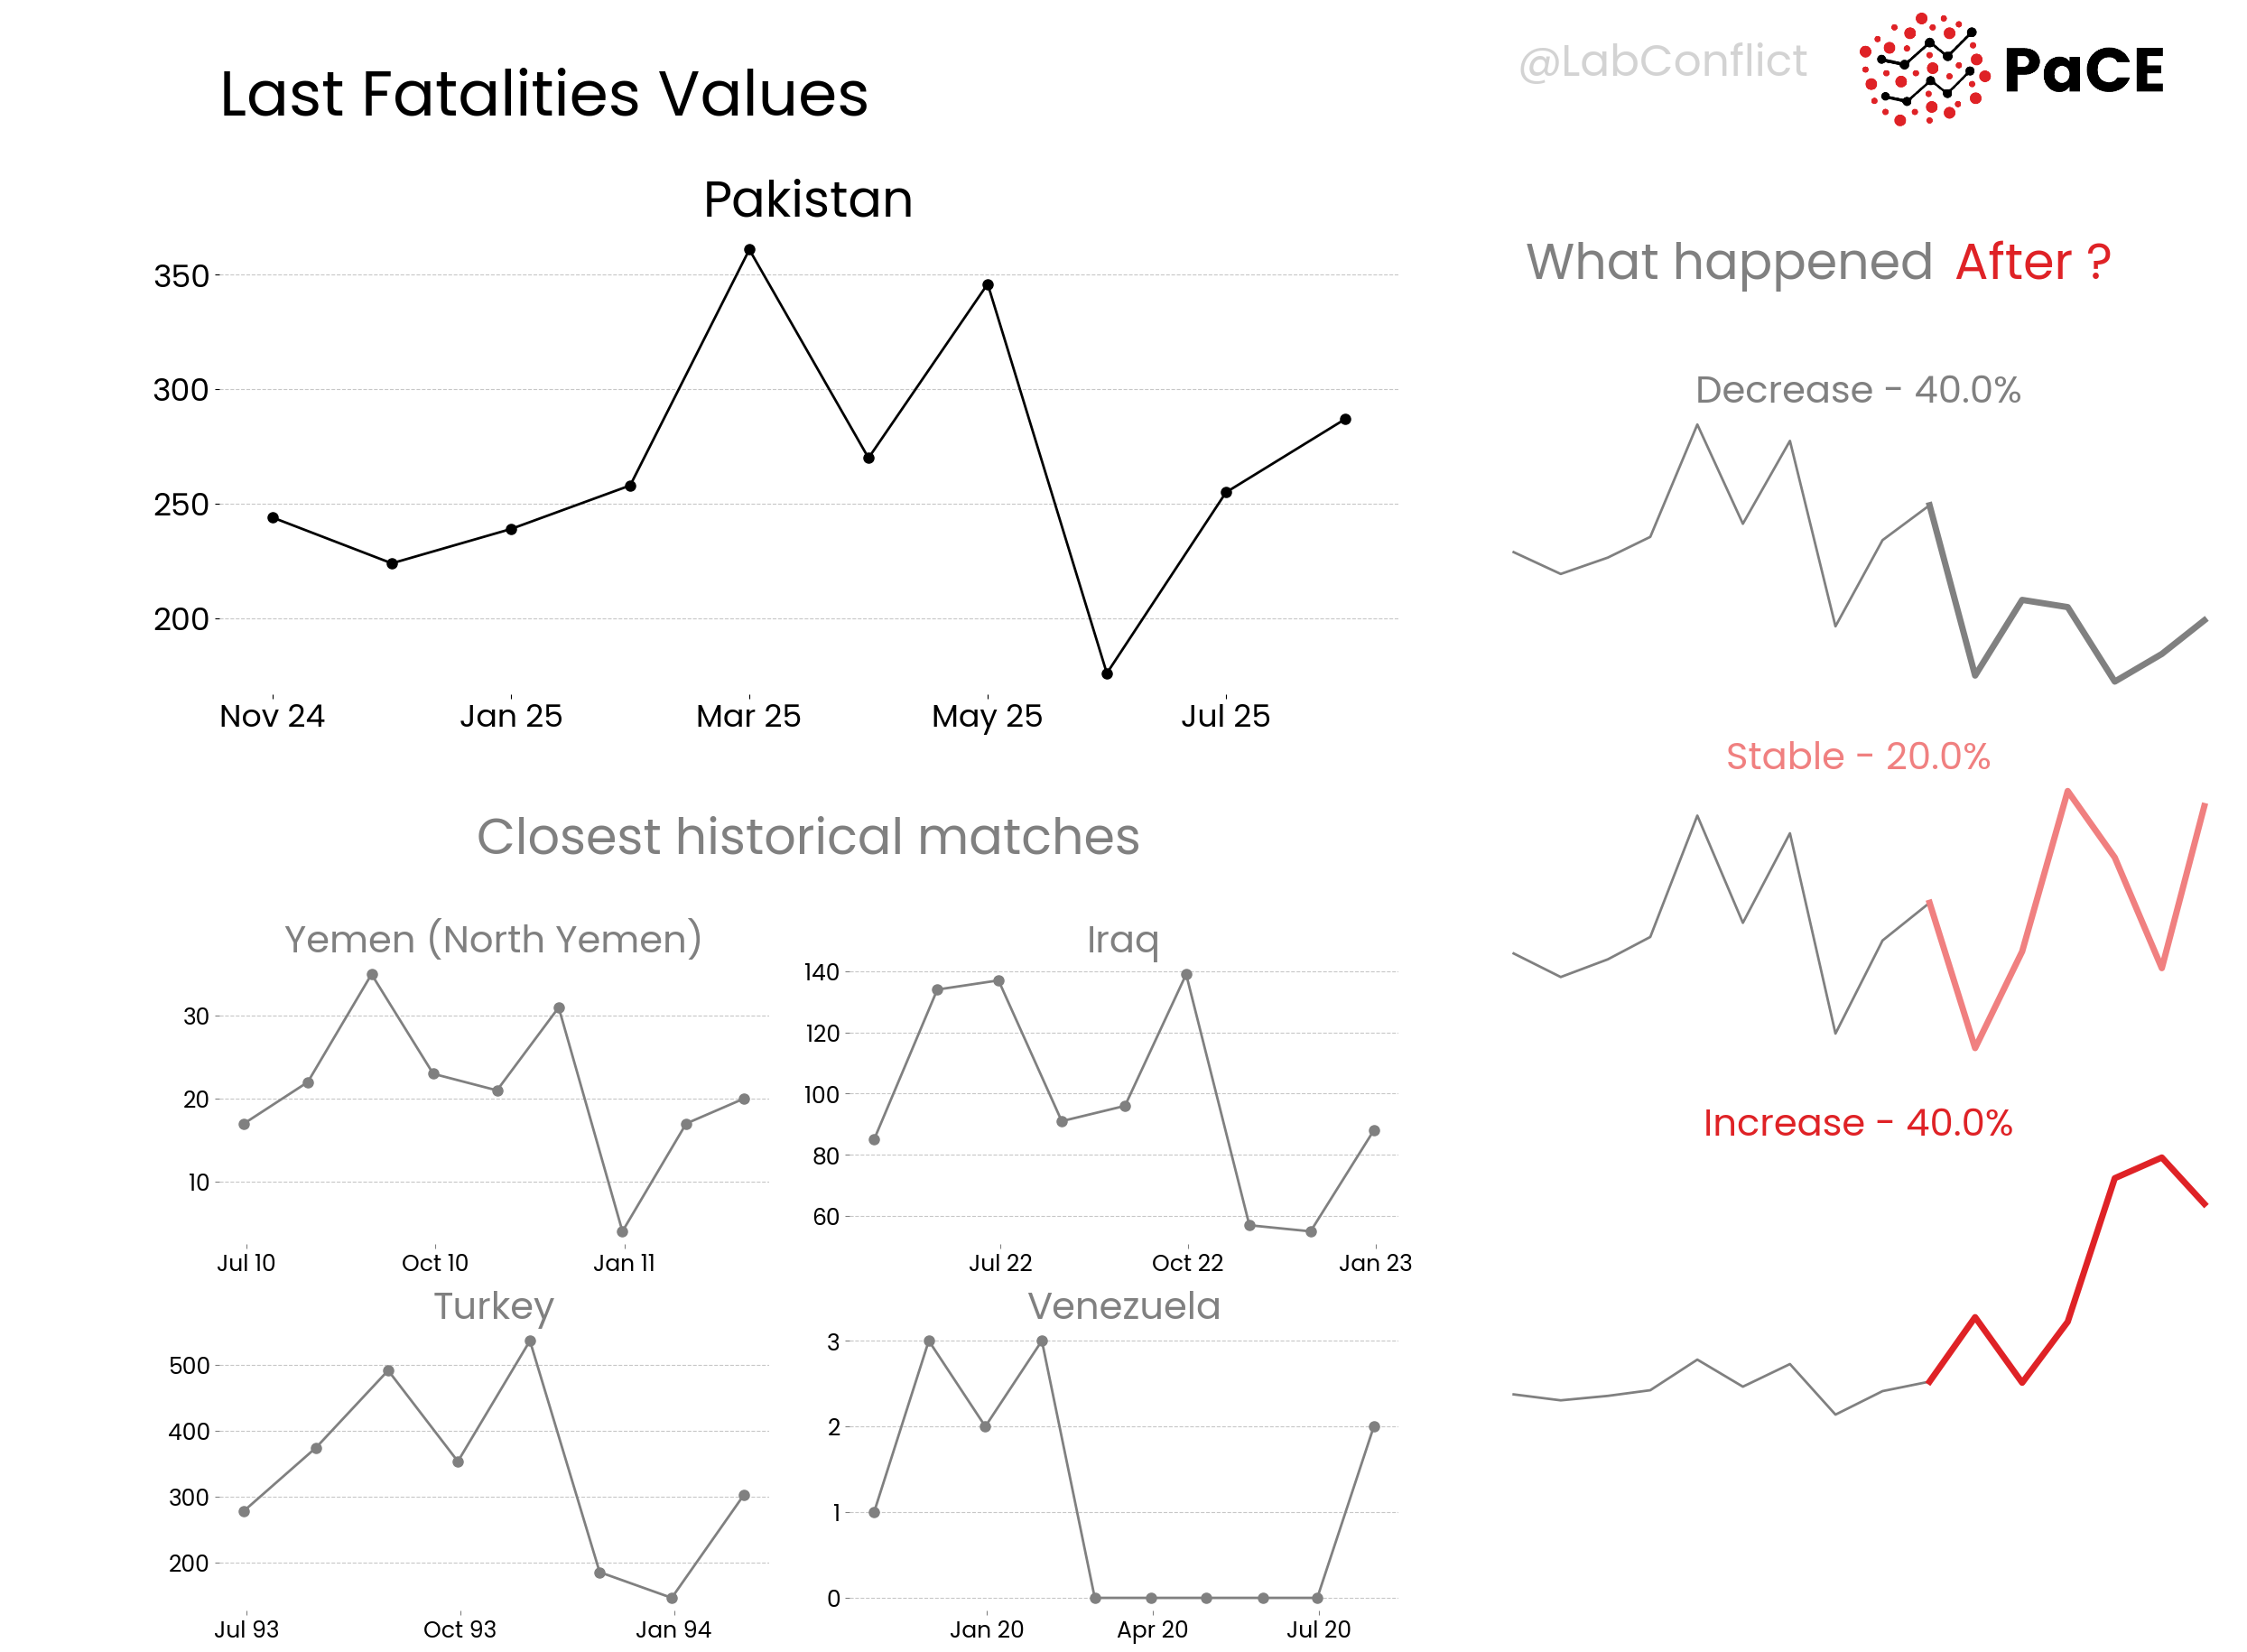 @LabConflict
PaCE
Last Fatalities Values
Pakistan
350
300
250
200
Nov 24 Jan 25 Mar 25 May 25 Jul 25
What happened After ?
Decrease - 40.0%
Stable - 20.0%
Increase - 40.0%
Closest historical matches
Yemen (North Yemen)
30
20
10
Jul 10 Oct 10 Jan 11
Iraq
140
120
100
80
60
Jul 22 Oct 22 Jan 23
Turkey
500
400
300
200
Jul 93 Oct 93 Jan 94
Venezuela
3
2
1
0
Jan 20 Apr 20 Jul 20